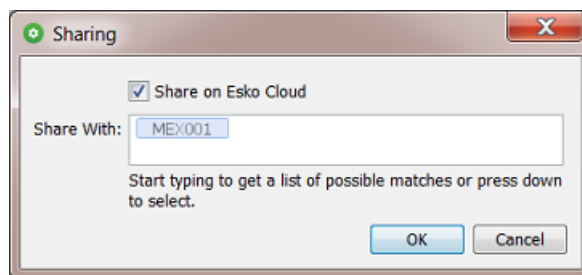 Sharing
Share on Esko Cloud
Share With: MEX001
Start typing to get a list of possible matches or press down
to select.
OK Cancel